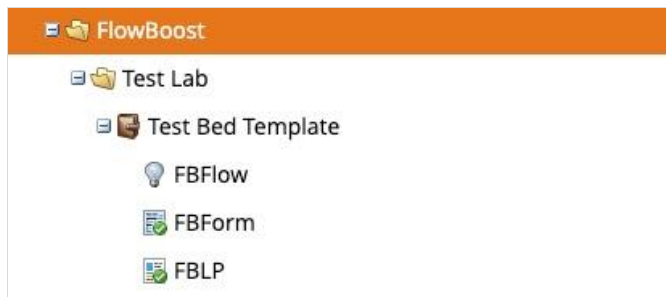 FlowBoost
Test Lab
Test Bed Template
FBFlow
FBForm
FBLP